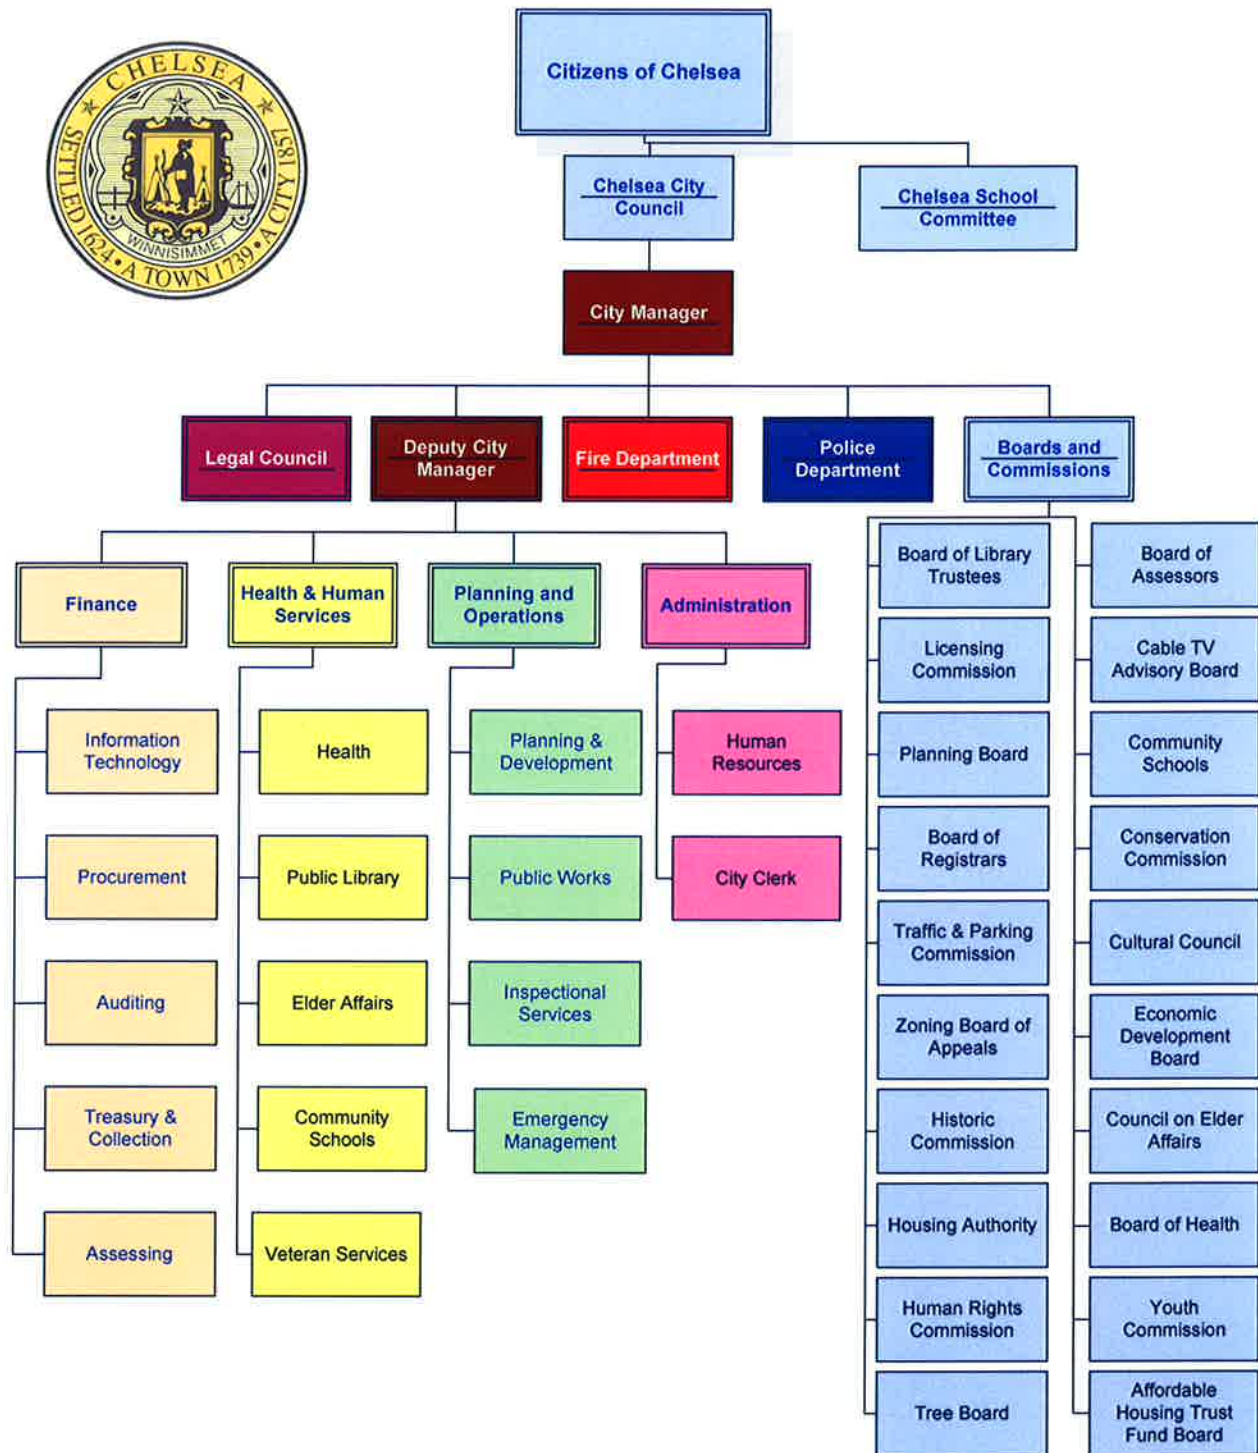 CHELSEA
SETTLED 1624 • A TOWN 1739 • A CITY 1857
WINNISIMMET
Citizens of Chelsea
Chelsea City
Council
Chelsea School
Committee
City Manager
Legal Council
Deputy City
Manager
Fire Department
Police
Department
Boards and
Commissions
Finance
Health & Human
Services
Planning and
Operations
Administration
Information
Technology
Procurement
Auditing
Treasury &
Collection
Assessing
Health
Public Library
Elder Affairs
Community
Schools
Veteran Services
Planning &
Development
Public Works
Inspectional
Services
Emergency
Management
Human
Resources
City Clerk
Board of Library
Trustees
Licensing
Commission
Planning Board
Board of
Registrars
Traffic & Parking
Commission
Zoning Board of
Appeals
Historic
Commission
Housing Authority
Human Rights
Commission
Tree Board
Board of
Assessors
Cable TV
Advisory Board
Community
Schools
Conservation
Commission
Cultural Council
Economic
Development
Board
Council on Elder
Affairs
Board of Health
Youth
Commission
Affordable
Housing Trust
Fund Board